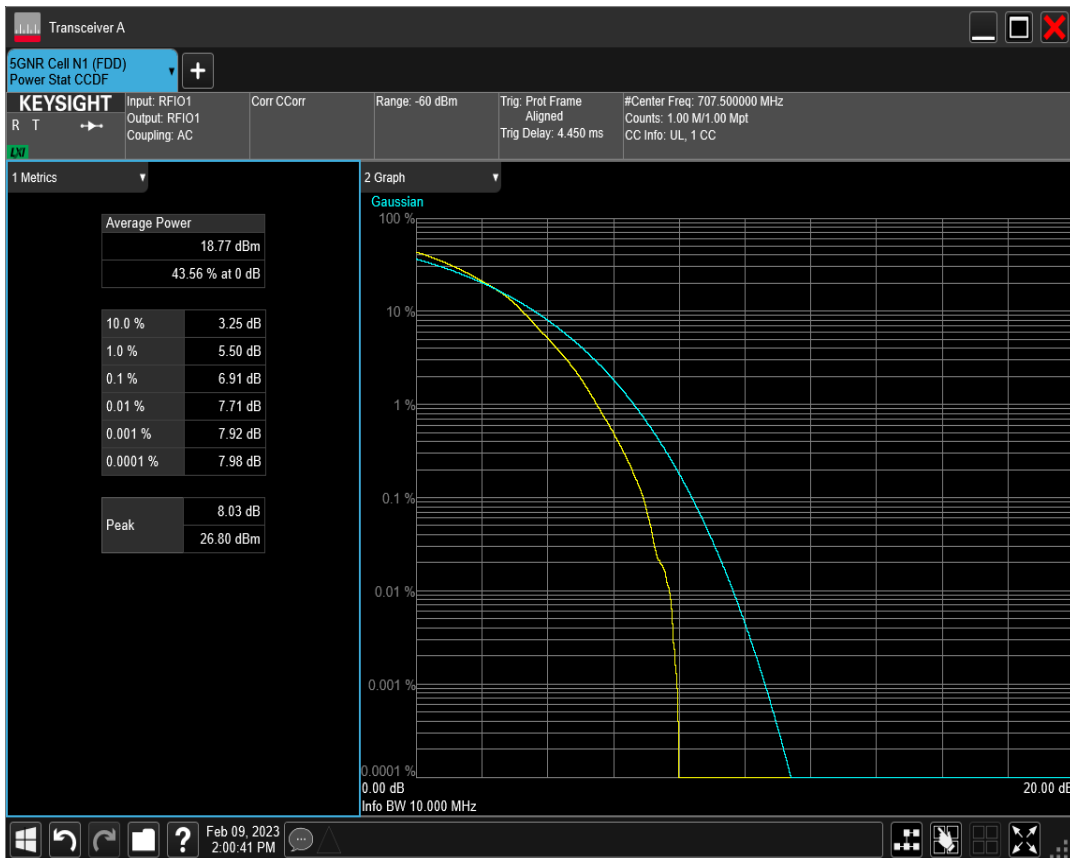 Transceiver A
5GNR Cell N1 (FDD)
Power Stat CCDF
+
KEYSIGHT
R T
LXI
Input: RFIO1
Output: RFIO1
Coupling: AC
Corr CCorr
Range: -60 dBm
Trig: Prot Frame
Aligned
Trig Delay: 4.450 ms
#Center Freq: 707.500000 MHz
Counts: 1.00 M/1.00 Mpt
CC Info: UL, 1 CC
1 Metrics
Average Power
18.77 dBm
43.56 % at 0 dB
10.0 % 3.25 dB
1.0 % 5.50 dB
0.1 % 6.91 dB
0.01 % 7.71 dB
0.001 % 7.92 dB
0.0001 % 7.98 dB
Peak
8.03 dB
26.80 dBm
2 Graph
Gaussian
100 %
10 %
1 %
0.1 %
0.01 %
0.001 %
0.0001 %
0.00 dB
20.00 dB
Info BW 10.000 MHz
?
Feb 09, 2023
2:00:41 PM